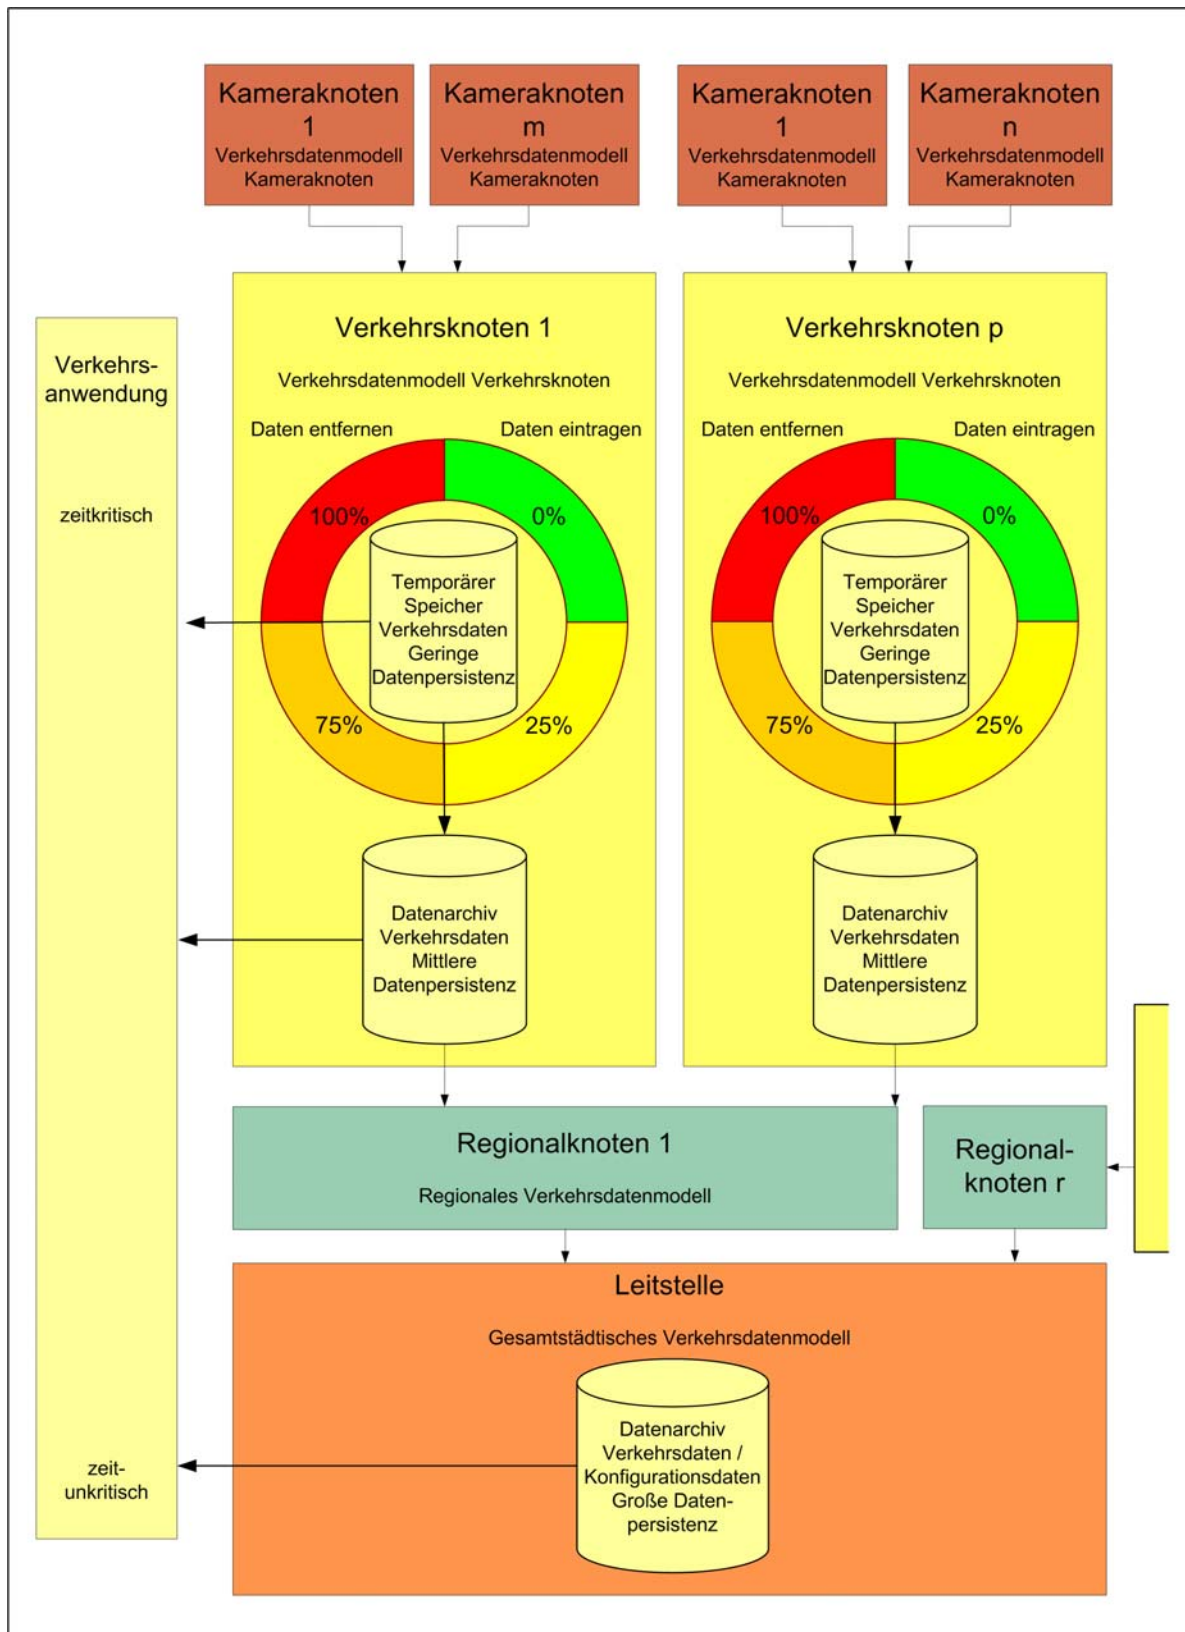 Kameraknoten
1
Verkehrsdatenmodell
Kameraknoten
Kameraknoten
m
Verkehrsdatenmodell
Kameraknoten
Kameraknoten
1
Verkehrsdatenmodell
Kameraknoten
Kameraknoten
n
Verkehrsdatenmodell
Kameraknoten
Verkehrs-
anwendung
zeitkritisch
zeit-
unkritisch
Verkehrsknoten 1
Verkehrsdatenmodell Verkehrsknoten
Daten entfernen
Daten eintragen
100%
0%
Temporärer
Speicher
Verkehrsdaten
Geringe
Datenpersistenz
75%
25%
Datenarchiv
Verkehrsdaten
Mittlere
Datenpersistenz
Verkehrsknoten p
Verkehrsdatenmodell Verkehrsknoten
Daten entfernen
Daten eintragen
100%
0%
Temporärer
Speicher
Verkehrsdaten
Geringe
Datenpersistenz
75%
25%
Datenarchiv
Verkehrsdaten
Mittlere
Datenpersistenz
Regionalknoten 1
Regionales Verkehrsdatenmodell
Regional-
knoten r
Leitstelle
Gesamtstädtisches Verkehrsdatenmodell
Datenarchiv
Verkehrsdaten /
Konfigurationsdaten
Große Daten-
persistenz